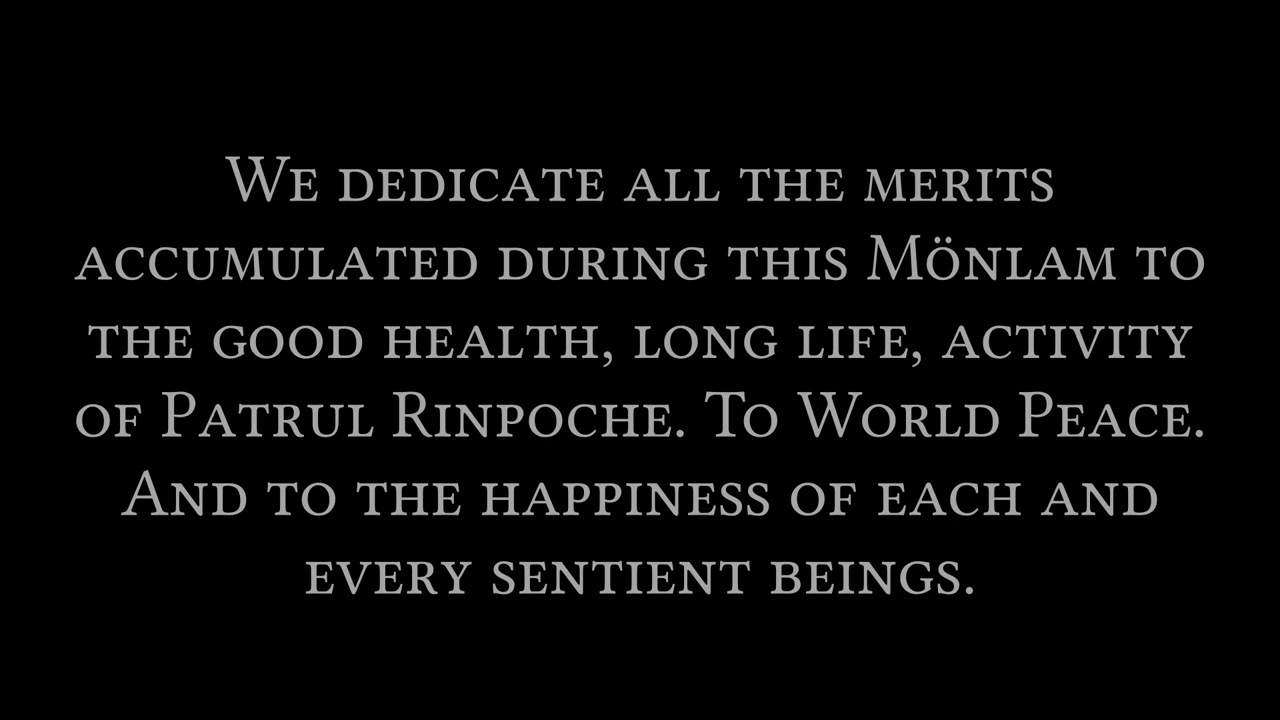 We dedicate all the merits
accumulated during this Mönlam to
the good health, long life, activity
of Patrul Rinpoche. To World Peace.
And to the happiness of each and
every sentient beings.